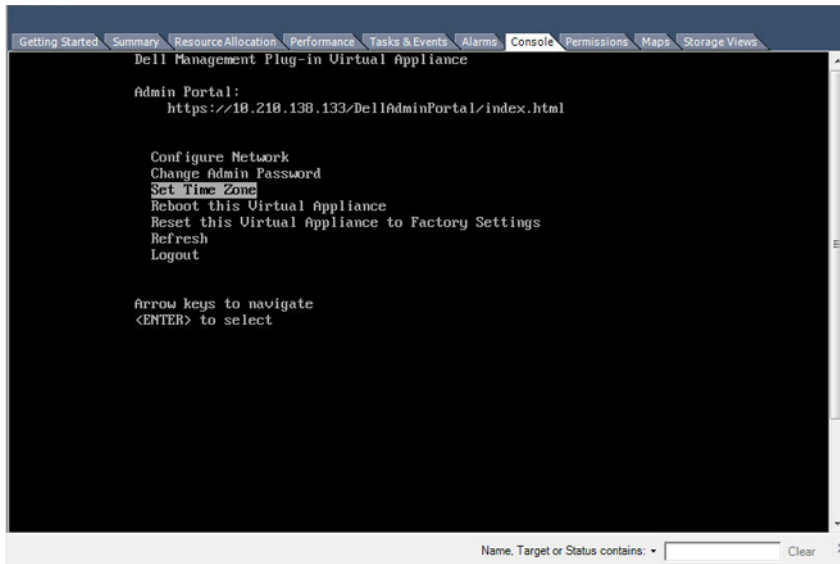 Getting Started Summary Resource Allocation Performance Tasks & Events Alarms Console Permissions Maps Storage Views
Dell Management Plug-in Virtual Appliance
Admin Portal:
https://10.210.138.133/DellAdminPortal/index.html
Configure Network
Change Admin Password
Set Time Zone
Reboot this Virtual Appliance
Reset this Virtual Appliance to Factory Settings
Refresh
Logout
Arrow keys to navigate
<ENTER> to select
Name, Target or Status contains: Clear